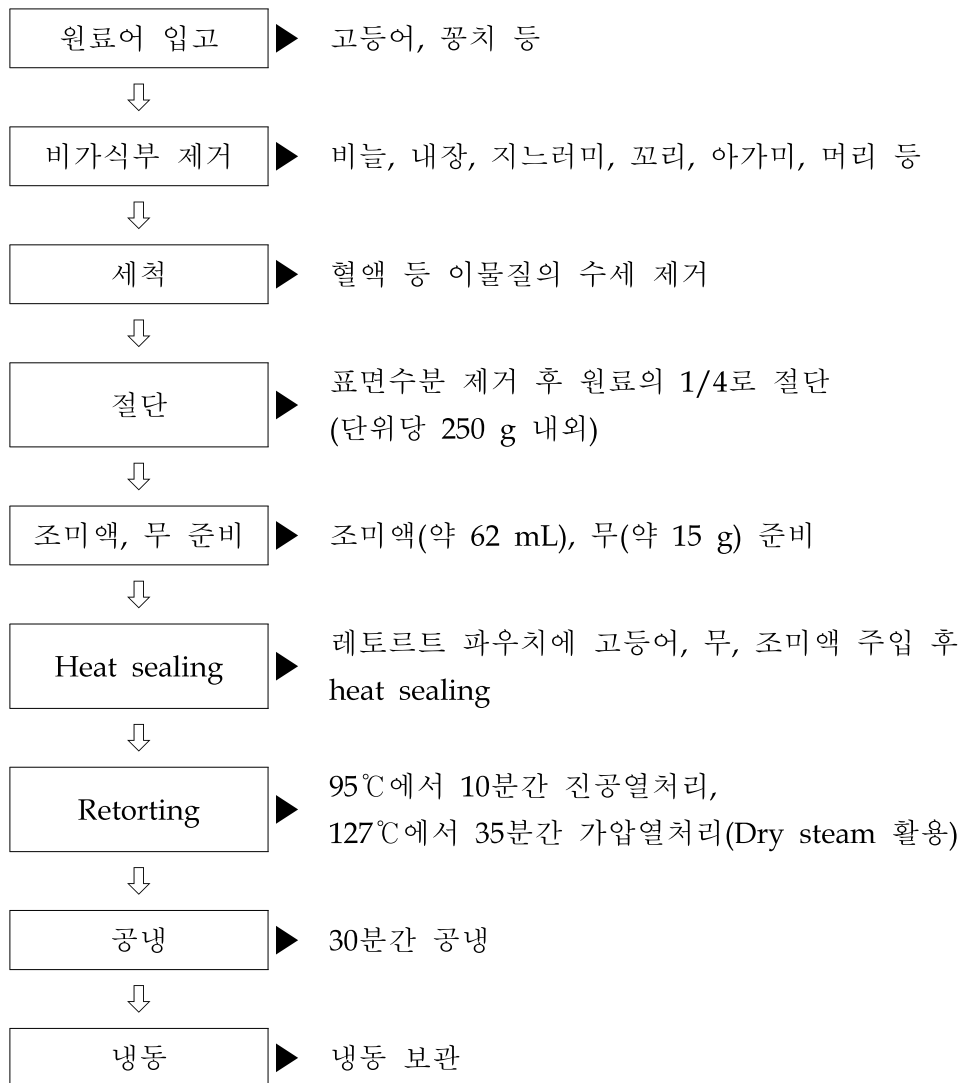 원료어 입고 ▶ 고등어, 꽁치 등
⇩
비가식부 제거 ▶ 비늘, 내장, 지느러미, 꼬리, 아가미, 머리 등
⇩
세척 ▶ 혈액 등 이물질의 수세 제거
⇩
절단 ▶ 표면수분 제거 후 원료의 1/4로 절단
(단위당 250 g 내외)
⇩
조미액, 무 준비 ▶ 조미액(약 62 mL), 무(약 15 g) 준비
⇩
Heat sealing ▶ 레토르트 파우치에 고등어, 무, 조미액 주입 후
heat sealing
⇩
Retorting ▶ 95℃에서 10분간 진공열처리,
127℃에서 35분간 가압열처리(Dry steam 활용)
⇩
공냉 ▶ 30분간 공냉
⇩
냉동 ▶ 냉동 보관